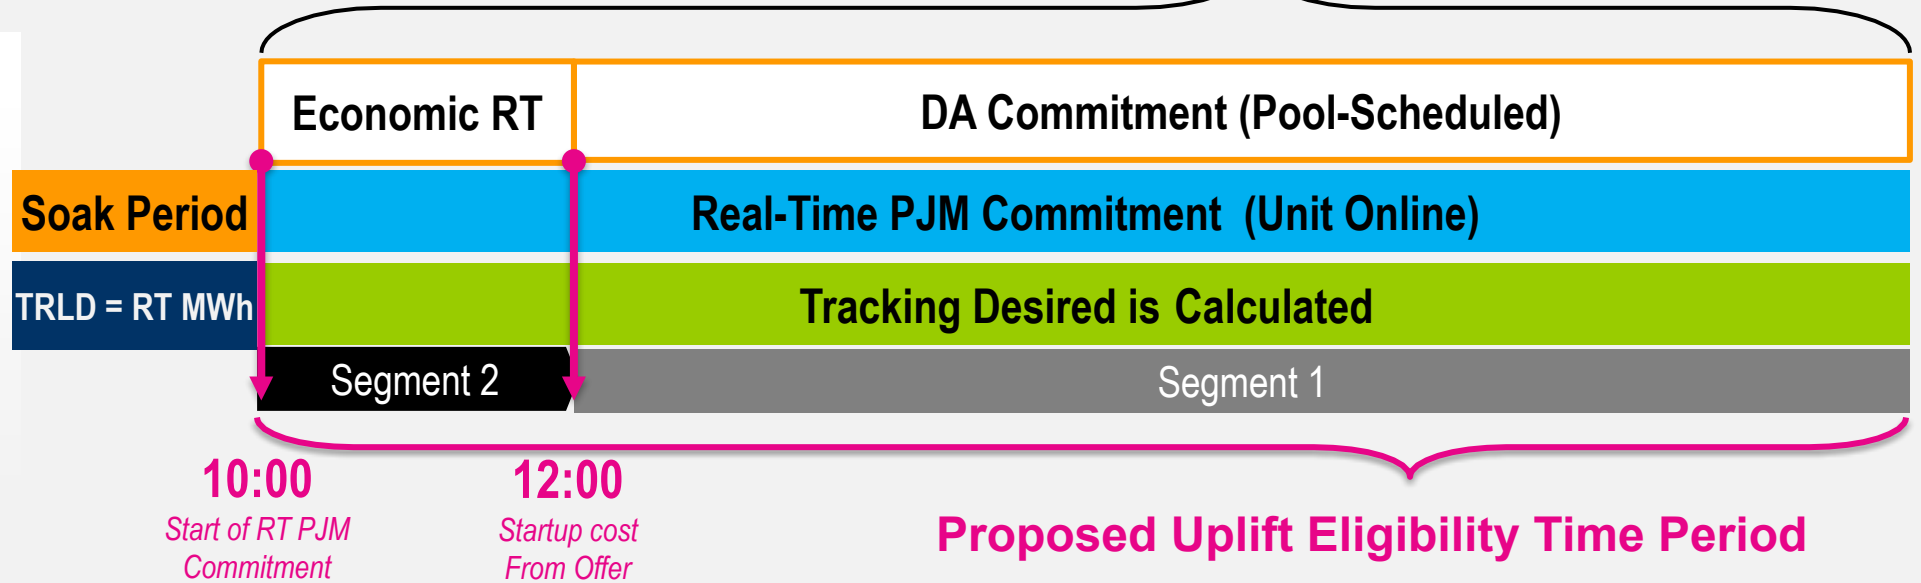 Economic RT
DA Commitment (Pool-Scheduled)
Soak Period
Real-Time PJM Commitment (Unit Online)
TRLD = RT MWh
Tracking Desired is Calculated
Segment 2
Segment 1
10:00
Start of RT PJM
Commitment
12:00
Startup cost
From Offer
Proposed Uplift Eligibility Time Period